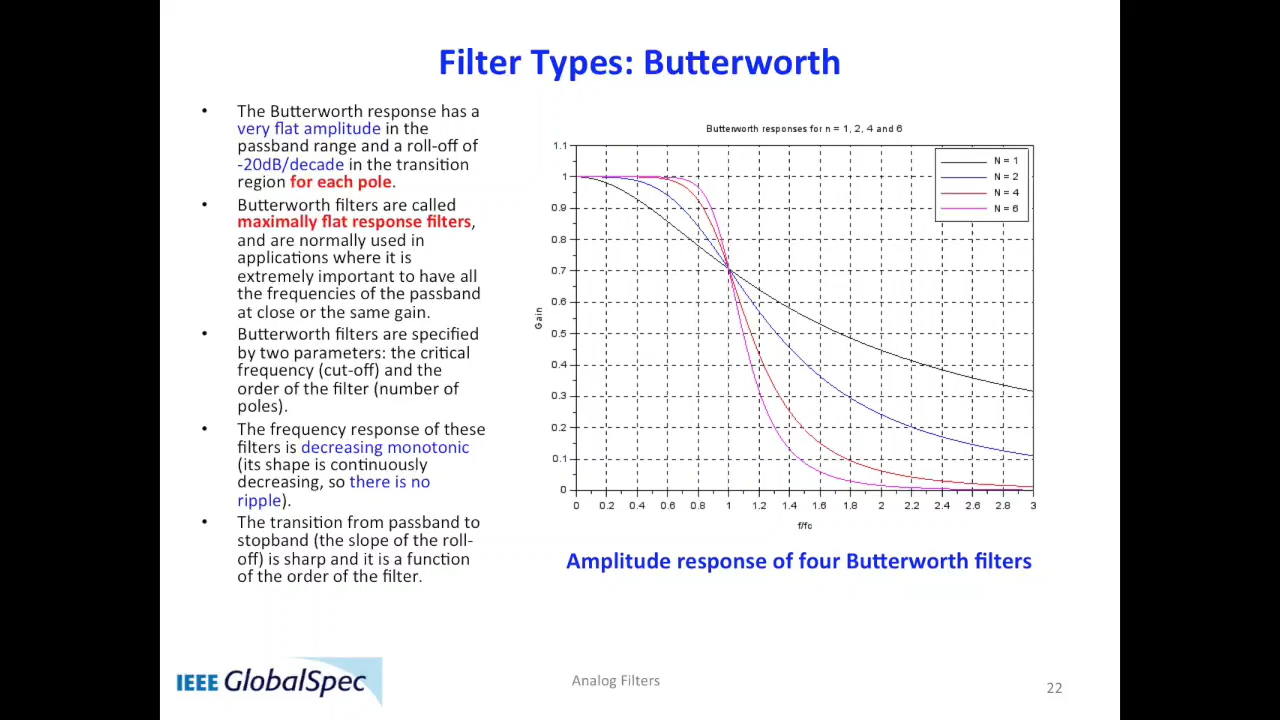 Filter Types: Butterworth
• The Butterworth response has a
very flat amplitude in the
passband range and a roll-off of
-20dB/decade in the transition
region for each pole.
• Butterworth filters are called
maximally flat response filters,
and are normally used in
applications where it is
extremely important to have all
the frequencies of the passband
at close or the same gain.
• Butterworth filters are specified
by two parameters: the critical
frequency (cut-off) and the
order of the filter (number of
poles).
• The frequency response of these
filters is decreasing monotonic
(its shape is continuously
decreasing, so there is no
ripple).
• The transition from passband to
stopband (the slope of the roll-
off) is sharp and it is a function
of the order of the filter.
Butterworth responses for n = 1, 2, 4 and 6
1.1
1
0.9
0.8
0.7
0.6
0.5
0.4
0.3
0.2
0.1
0
Gain
N = 1
N = 2
N = 4
N = 6
0 0.2 0.4 0.6 0.8 1 1.2 1.4 1.6 1.8 2 2.2 2.4 2.6 2.8 3
f/fc
Amplitude response of four Butterworth filters
IEEE GlobalSpec
Analog Filters
22